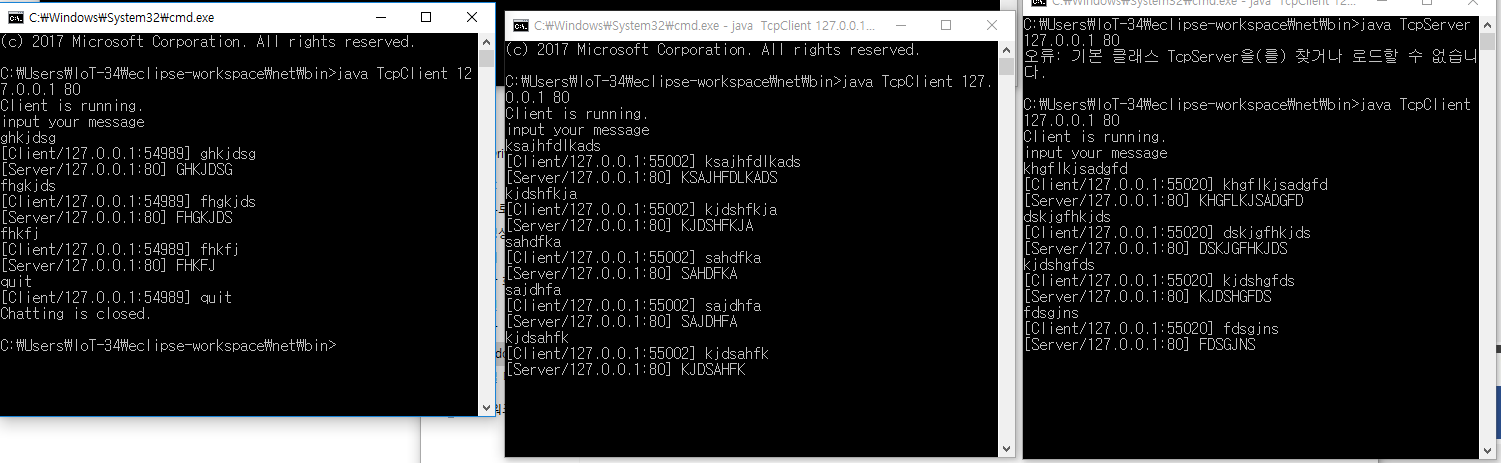 C:\Windows\System32\cmd.exe
(c) 2017 Microsoft Corporation. All rights reserved.
C:₩Users₩IoT-34₩eclipse-workspace₩net₩bin>java TcpClient 12
7.0.0.1 80
Client is running.
input your message
ghkjdsg
[Client/127.0.0.1:54989] ghkjdsg
[Server/127.0.0.1:80] GHKJDSG
fhgkjds
[Client/127.0.0.1:54989] fhgkjds
[Server/127.0.0.1:80] FHGKJDS
fhkfj
[Client/127.0.0.1:54989] fhkfj
[Server/127.0.0.1:80] FHKFJ
quit
[Client/127.0.0.1:54989] quit
Chatting is closed.
C:₩Users₩IoT-34₩eclipse-workspace₩net₩bin>
C:\Windows\System32\cmd.exe - java  TcpClient 127.0.0.1...
(c) 2017 Microsoft Corporation. All rights reserved.
C:₩Users₩IoT-34₩eclipse-workspace₩net₩bin>java TcpClient 127.
0.0.1 80
Client is running.
input your message
ksajhfdlkads
[Client/127.0.0.1:55002] ksajhfdlkads
[Server/127.0.0.1:80] KSAJHFDLKADS
kjdshfkja
[Client/127.0.0.1:55002] kjdshfkja
[Server/127.0.0.1:80] KJDSHFKJA
sahdfka
[Client/127.0.0.1:55002] sahdfka
[Server/127.0.0.1:80] SAHDFKA
sajdhfa
[Client/127.0.0.1:55002] sajdhfa
[Server/127.0.0.1:80] SAJDHFA
kjdsahfk
[Client/127.0.0.1:55002] kjdsahfk
[Server/127.0.0.1:80] KJDSAHFK
C:\Windows\System32\cmd.exe - java  TcpClient 12...
C:₩Users₩IoT-34₩eclipse-workspace₩net₩bin>java TcpServer
127.0.0.1 80
오류: 기본 클래스 TcpServer을(를) 찾거나 로드할 수 없습니
다.
C:₩Users₩IoT-34₩eclipse-workspace₩net₩bin>java TcpClient
127.0.0.1 80
Client is running.
input your message
khgflkjsadgfd
[Client/127.0.0.1:55020] khgflkjsadgfd
[Server/127.0.0.1:80] KHGFLKJSADGFD
dskjgfhkjds
[Client/127.0.0.1:55020] dskjgfhkjds
[Server/127.0.0.1:80] DSKJGFHKJDS
kjdshgfds
[Client/127.0.0.1:55020] kjdshgfds
[Server/127.0.0.1:80] KJDSHGFDS
fdsgjns
[Client/127.0.0.1:55020] fdsgjns
[Server/127.0.0.1:80] FDSGJNS